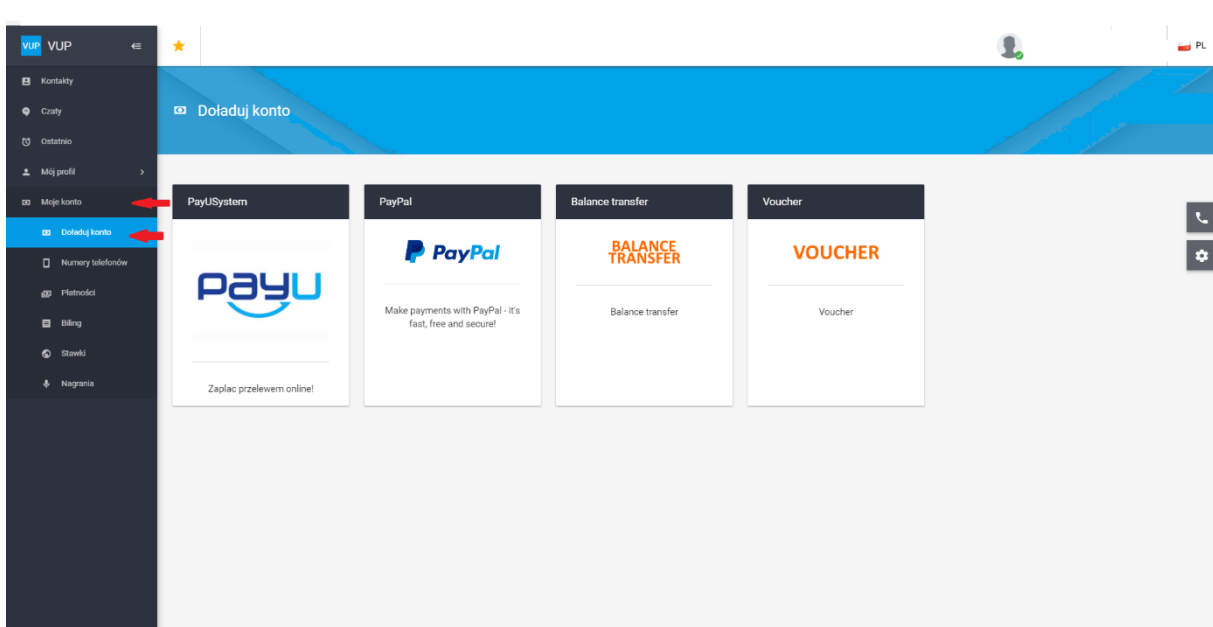 VUP VUP
PL
Kontakty
Czaty
Ostatnio
Mój profil
Moje konto
Doładuj konto
Numery telefonów
Płatności
Biling
Stawki
Nagrania
Doładuj konto
PayUSystem
payu
Zaplac przelewem online!
PayPal
PayPal
Make payments with PayPal - it's
fast, free and secure!
Balance transfer
BALANCE
TRANSFER
Balance transfer
Voucher
VOUCHER
Voucher